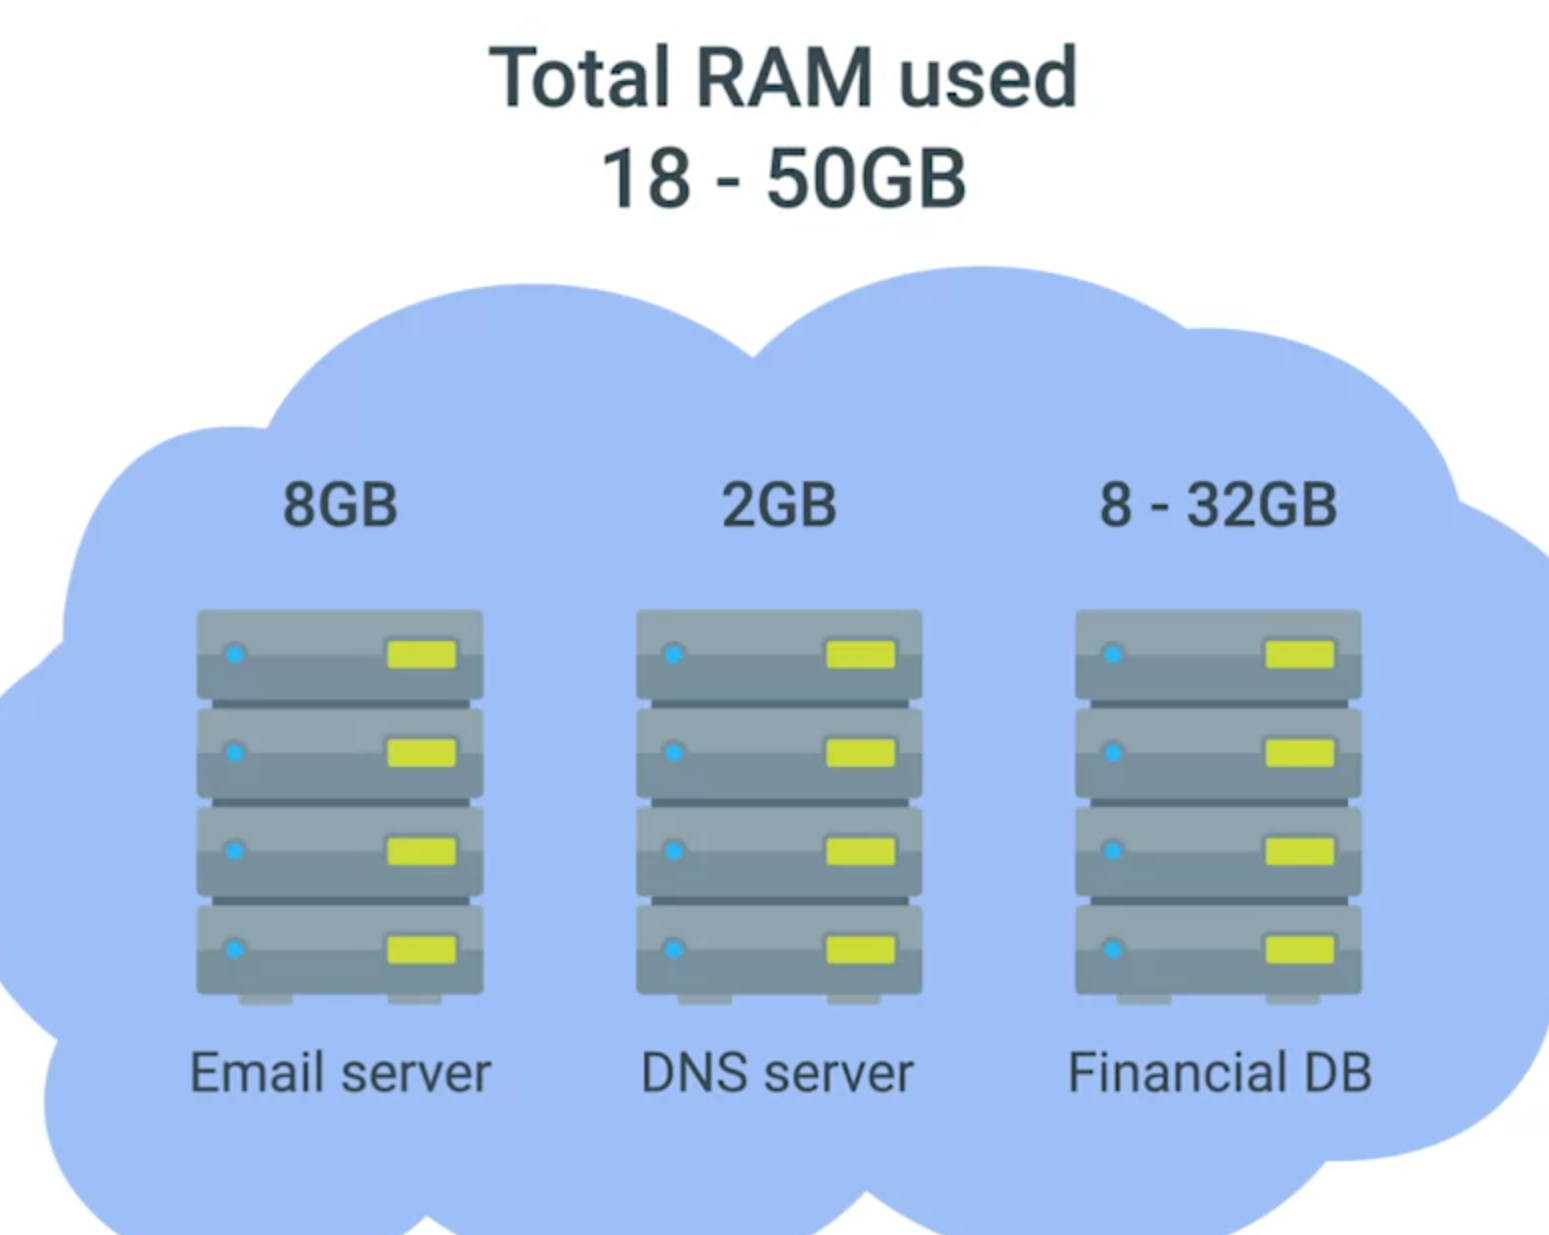 Total RAM used
18 - 50GB
8GB
2GB
8 - 32GB
Email server
DNS server
Financial DB